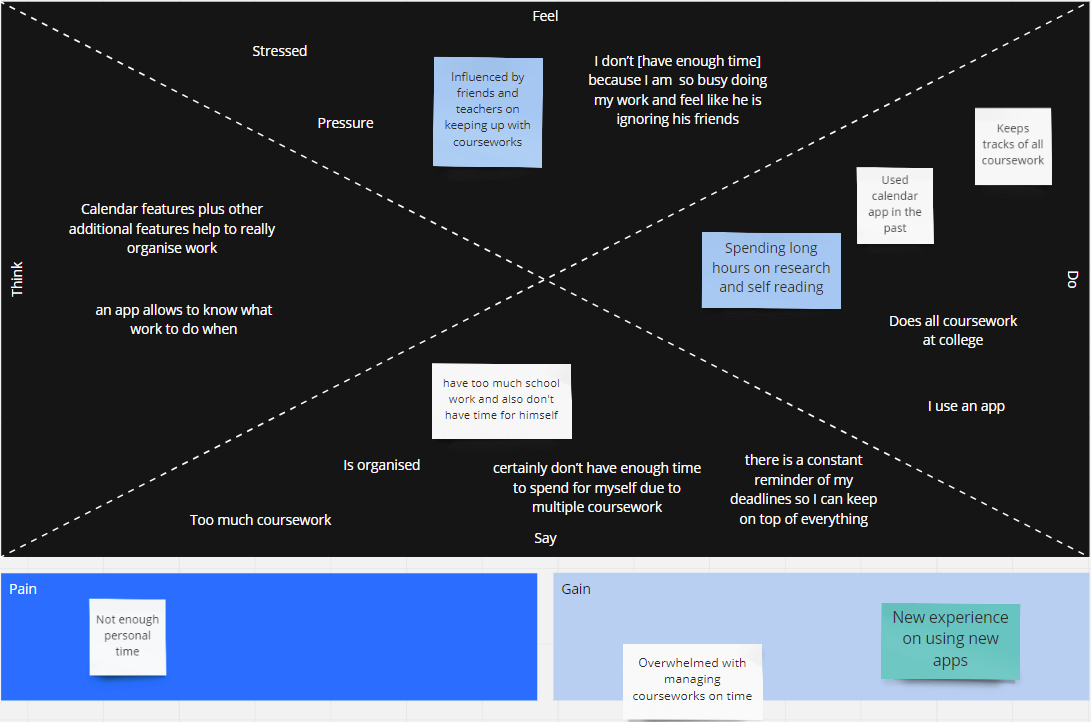 Feel
Stressed
Pressure
Influenced by
friends and
teachers on
keeping up with
courseworks
I don't [have enough time]
because I am  so busy doing
my work and feel like he is
ignoring his friends
Think
Calendar features plus other
additional features help to really
organise work
an app allows to know what
work to do when
Keeps
tracks of all
coursework
Used
calendar
app in the
past
Spending long
hours on research
and self reading
Do
Does all coursework
at college
I use an app
have too much school
work and also don't
have time for himself
Is organised
Too much coursework
certainly don't have enough time
to spend for myself due to
multiple coursework
there is a constant
reminder of my
deadlines so I can keep
on top of everything
Say
Pain
Not enough
personal
time
Gain
Overwhelmed with
managing
courseworks on time
New experience
on using new
apps